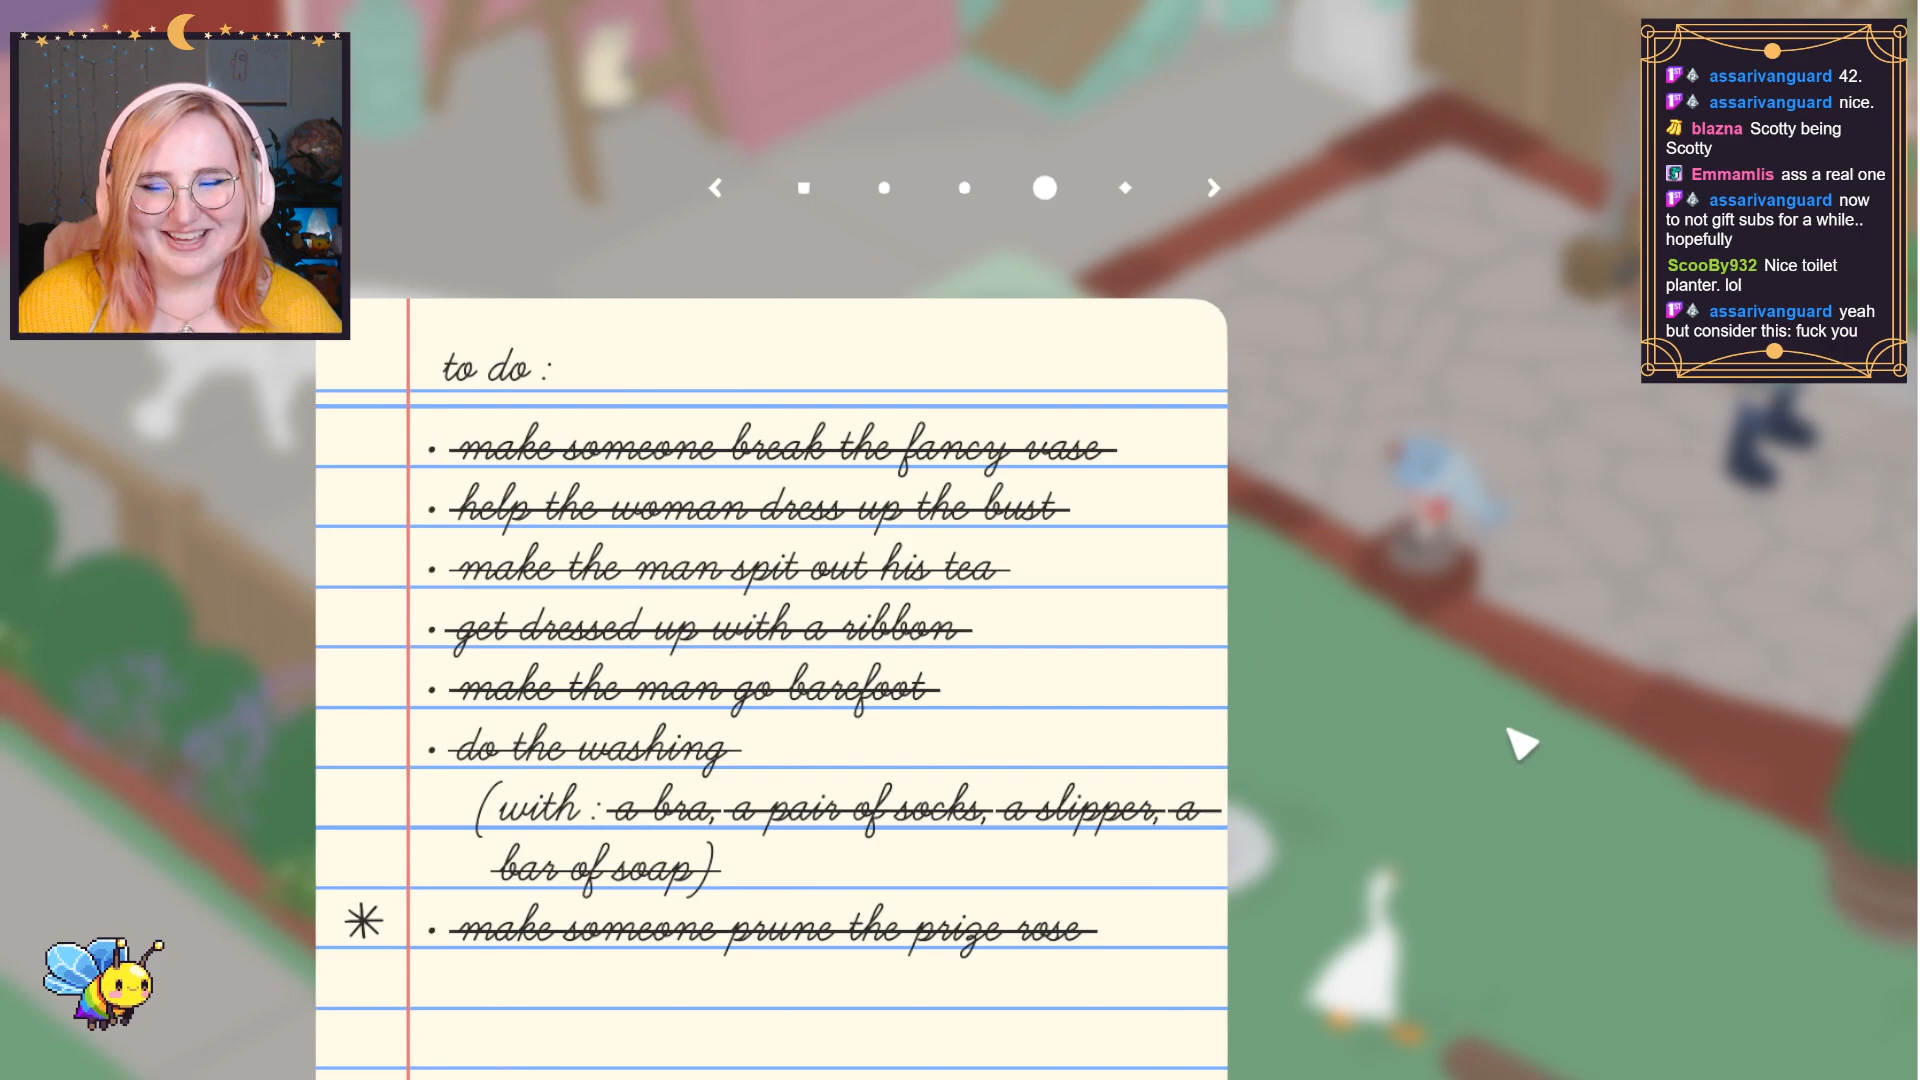 assarivanguard 42.
assarivanguard nice.
blazna Scotty being
Scotty
Emmamlis ass a real one
assarivanguard now
to not gift subs for a while..
hopefully
ScooBy932 Nice toilet
planter. lol
assarivanguard yeah
but consider this: fuck you
to do :
• make someone break the fancy vase
• help the woman dress up the bust
• make the man spit out his tea
• get dressed up with a ribbon
• make the man go barefoot
• do the washing
(with : a bra, a pair of socks, a slipper, a
bar of soap)
• make someone prune the prize rose